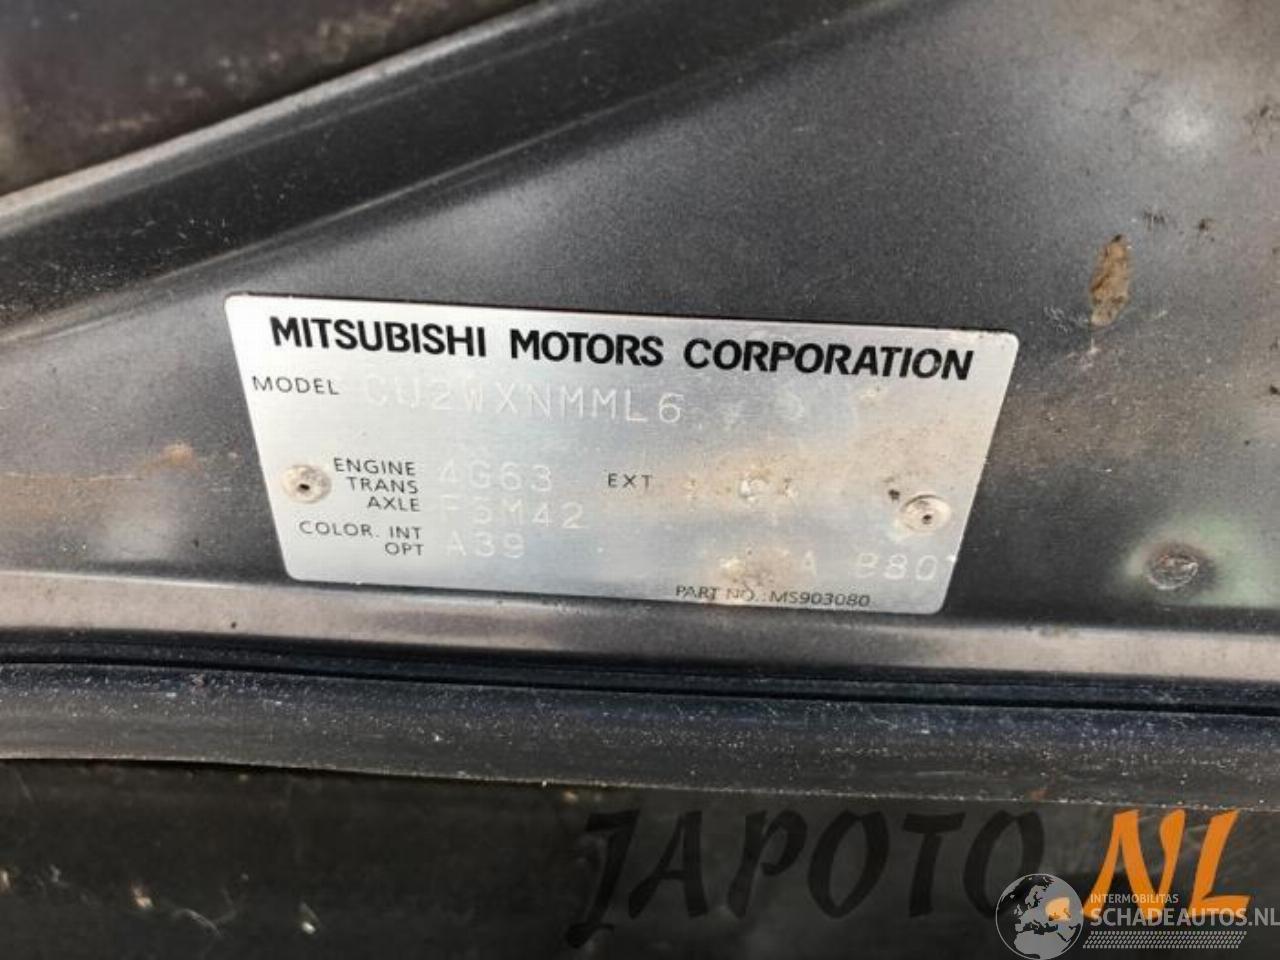 MITSUBISHI MOTORS CORPORATION
MODEL CU2WXNMML6
ENGINE 4G63 EXT
TRANS
AXLE F5M42
COLOR. INT A39
OPT A B80
PART NO.: MS903080
JAPOTO.NL
INTERMOBILITAS
SCHADEAUTOS.NL